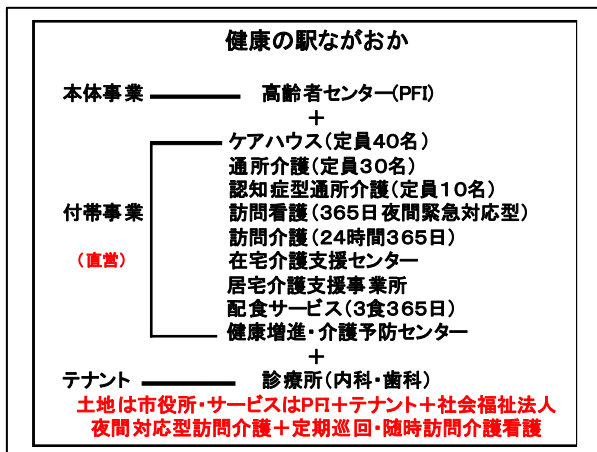 健康の駅ながおか
本体事業 高齢者センター(PFI)
+
ケアハウス(定員40名)
通所介護(定員30名)
認知症型通所介護(定員10名)
付帯事業 訪問看護(365日夜間緊急対応型)
(直営) 訪問介護(24時間365日)
在宅介護支援センター
居宅介護支援事業所
配食サービス(3食365日)
健康増進・介護予防センター
+
テナント 診療所(内科・歯科)
土地は市役所・サービスはPFI+テナント+社会福祉法人
夜間対応型訪問介護+定期巡回・随時訪問介護看護